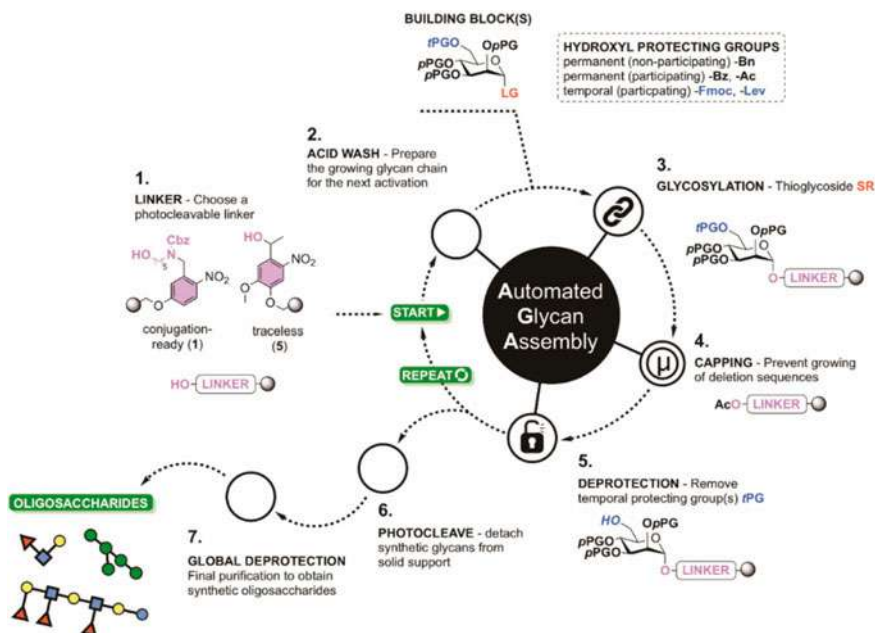 BUILDING BLOCK(S)
tPGO
OpPG
pPGO
pPGO
LG
HYDROXYL PROTECTING GROUPS
permanent (non-participating) -Bn
permanent (participating) -Bz, -Ac
temporal (particpating) -Fmoc, -Lev
2.
ACID WASH - Prepare
the growing glycan chain
for the next activation
1.
LINKER - Choose a
photocleavable linker
Cbz
HO
N
5
NO2
O
conjugation-
ready (1)
HO
NO2
O
O
traceless
(5)
HO-LINKER
START
REPEAT
Automated
Glycan
Assembly
3.
GLYCOSYLATION - Thioglycoside SR
tPGO
OpPG
pPGO
pPGO
O-LINKER
µ
4.
CAPPING - Prevent growing
of deletion sequences
AcO-LINKER
5.
DEPROTECTION - Remove
temporal protecting group(s) tPG
HO
OpPG
pPGO
pPGO
O-LINKER
6.
PHOTOCLEAVE - detach
synthetic glycans from
solid support
7.
GLOBAL DEPROTECTION
Final purification to obtain
synthetic oligosaccharides
OLIGOSACCHARIDES